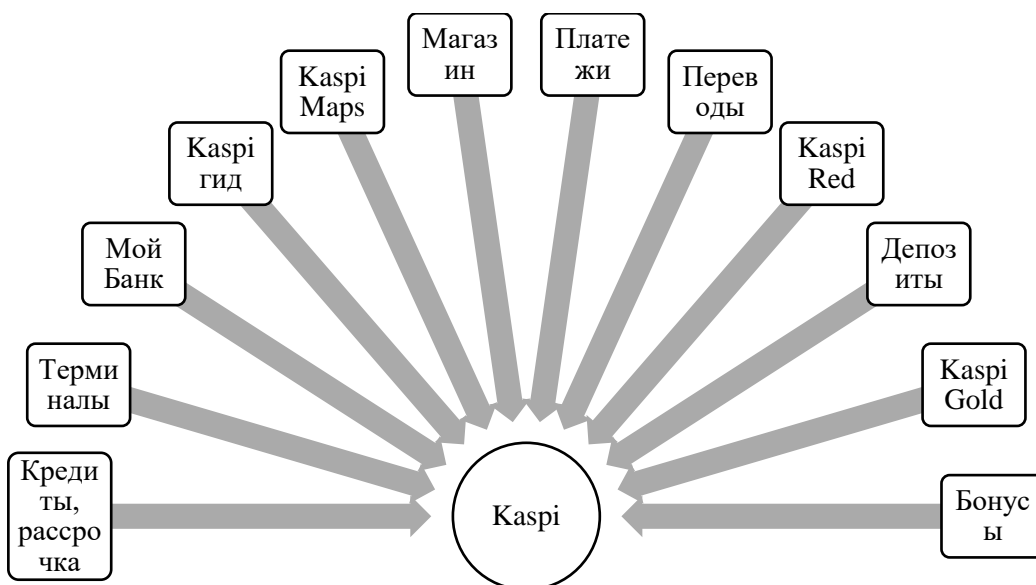 Магаз
ин
Плате
жи
Kaspi
Maps
Перев
оды
Kaspi
гид
Kaspi
Red
Мой
Банк
Депоз
иты
Терми
налы
Kaspi
Gold
Креди
ты,
рассро
чка
Kaspi
Бонус
ы